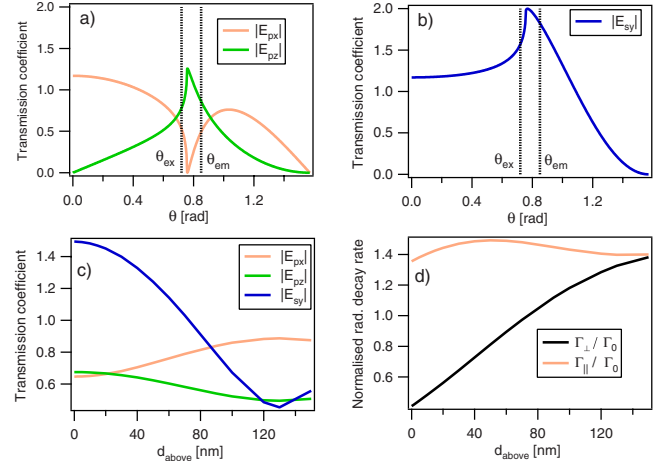 a)
|E_px|
|E_pz|
Transmission coefficient
2.0
1.5
1.0
0.5
0.0
θ_ex
θ_em
0.0
0.4
0.8
1.2
θ [rad]
b)
|E_sy|
Transmission coefficient
2.0
1.5
1.0
0.5
0.0
θ_ex
θ_em
0.0
0.4
0.8
1.2
θ [rad]
c)
|E_px|
|E_pz|
|E_sy|
Transmission coefficient
1.4
1.2
1.0
0.8
0.6
0
40
80
120
d_above [nm]
d)
Normalised rad. decay rate
1.4
1.2
1.0
0.8
0.6
0.4
Γ_⊥ / Γ_0
Γ_|| / Γ_0
0
40
80
120
d_above [nm]